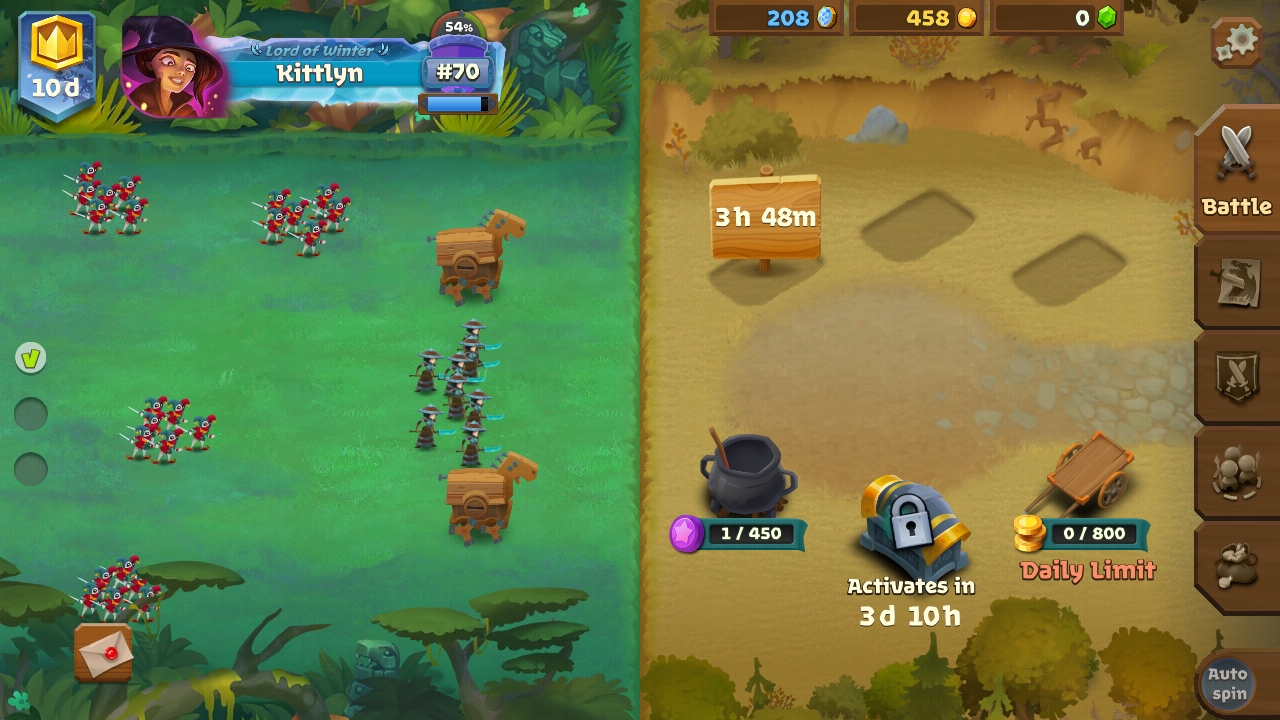 10 d
Lord of Winter
Kittlyn
54%
#70
208
458
0
3h 48m
Battle
1 / 450
0 / 800
Daily Limit
Activates in
3d 10h
Auto
spin